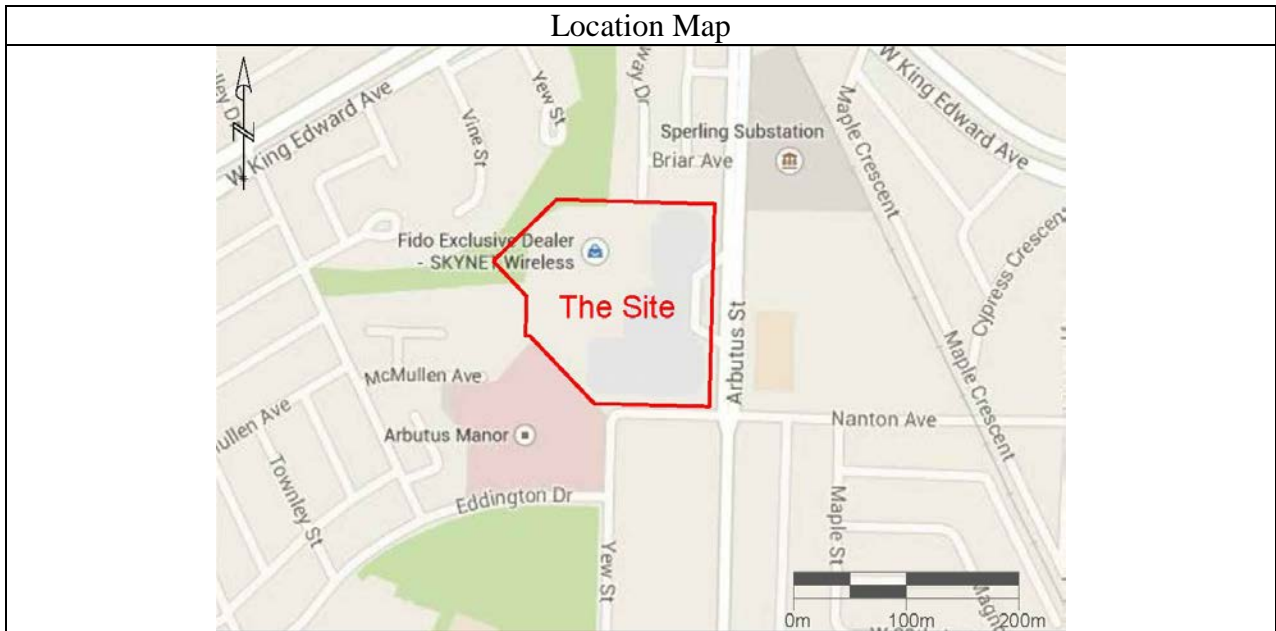 Location Map
N
W King Edward Ave
Vine St
Yew St
way Dr
Sperling Substation
Briar Ave
Maple Crescent
W King Edward Ave
Cypress Crescent
Fido Exclusive Dealer
- SKYNET Wireless
The Site
Arbutus St
Maple Crescent
McMullen Ave
Mullen Ave
Arbutus Manor
Nanton Ave
Townley St
Eddington Dr
Yew St
Maple St
0m
100m
200m